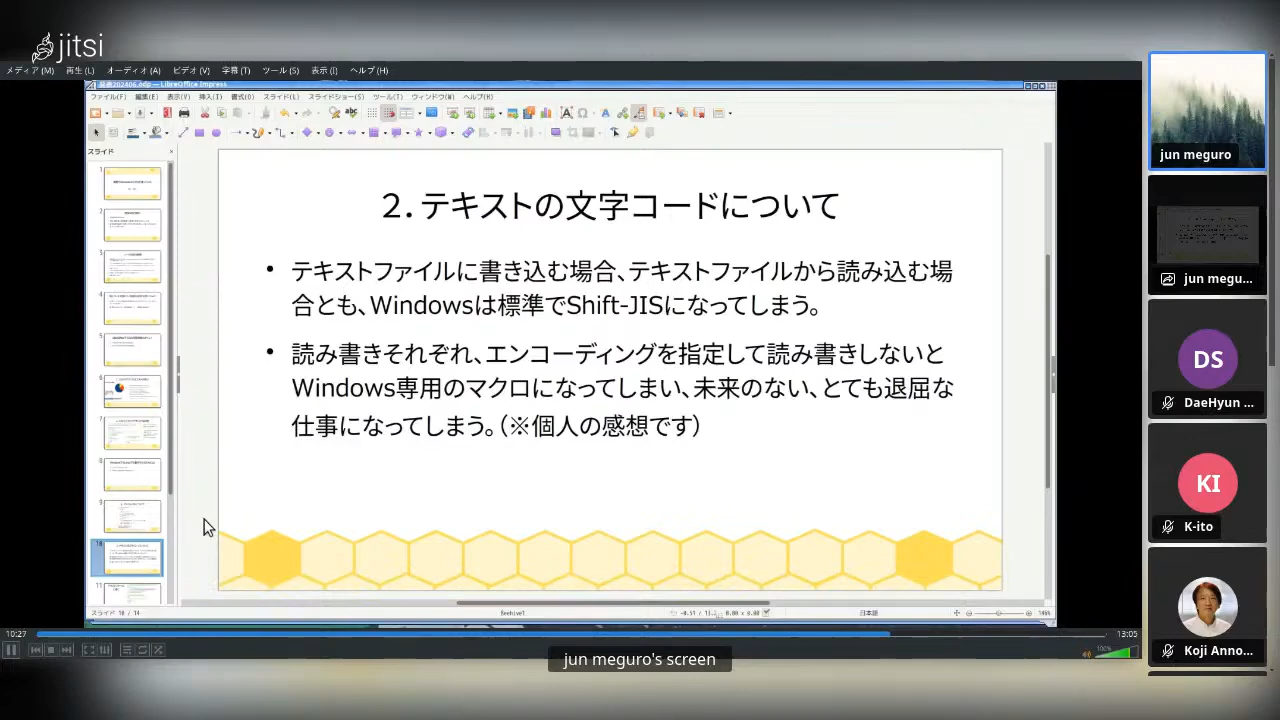 jitsi
メディア(M) 再生(L) オーディオ(A) ビデオ(V) 字幕(T) ツール(S) 表示(I) ヘルプ(H)
ファイル(F) 編集(E) 表示(V) 挿入(I) 書式(O) スライド(L) スライドショー(S) ツール(T) ウィンドウ(W) ヘルプ(H)
スライド
2. テキストの文字コードについて
• テキストファイルに書き込む場合、テキストファイルから読み込む場
合とも、Windowsは標準でShift-JISになってしまう。
• 読み書きそれぞれ、エンコーディングを指定して読み書きしないと
Windows専用のマクロになってしまい、未来のない、とても退屈な
仕事になってしまう。(※個人の感想です)
スライド 10 / 14
Beehive1
日本語
146%
10:27
13:05
100%
jun meguro's screen
jun meguro
jun megu...
DS
DaeHyun ...
KI
K-ito
Koji Anno...